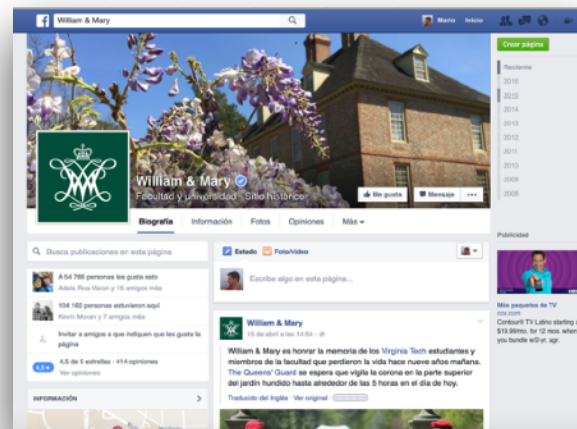 William & Mary
Mario Inicio
Crear página
Reciente
2016
2015
2014
2013
2012
2011
2010
2009
2008
William & Mary
Facultad y universidad · Sitio histórico
Me gusta
Mensaje
Biografía Información Fotos Opiniones Más
Busca publicaciones en esta página
A 54 766 personas les gusta esto
Adela Roa Varon y 15 amigos más
104 162 personas estuvieron aquí
Kevin Moran y 7 amigos más
Invitar a amigos a que indiquen que les gusta la
página
4,5 de 5 estrellas · 414 opiniones
Ver opiniones
INFORMACIÓN
Estado Foto/vídeo
Escribe algo en esta página...
William & Mary
15 de abril a las 14:54
William & Mary es honrar la memoria de los Virginia Tech estudiantes y
miembros de la facultad que perdieron la vida hace nueve años mañana.
The Queens' Guard se espera que vigila la corona en la parte superior
del jardín hundido hasta alrededor de las 5 horas en el día de hoy.
Traducido del Inglés · Ver original
Publicidad
Más paquetes de TV
cox.com
Contour® TV Latino starting
$19.99/mo. for 12 mos. when
you bundle w/2-yr. agr.